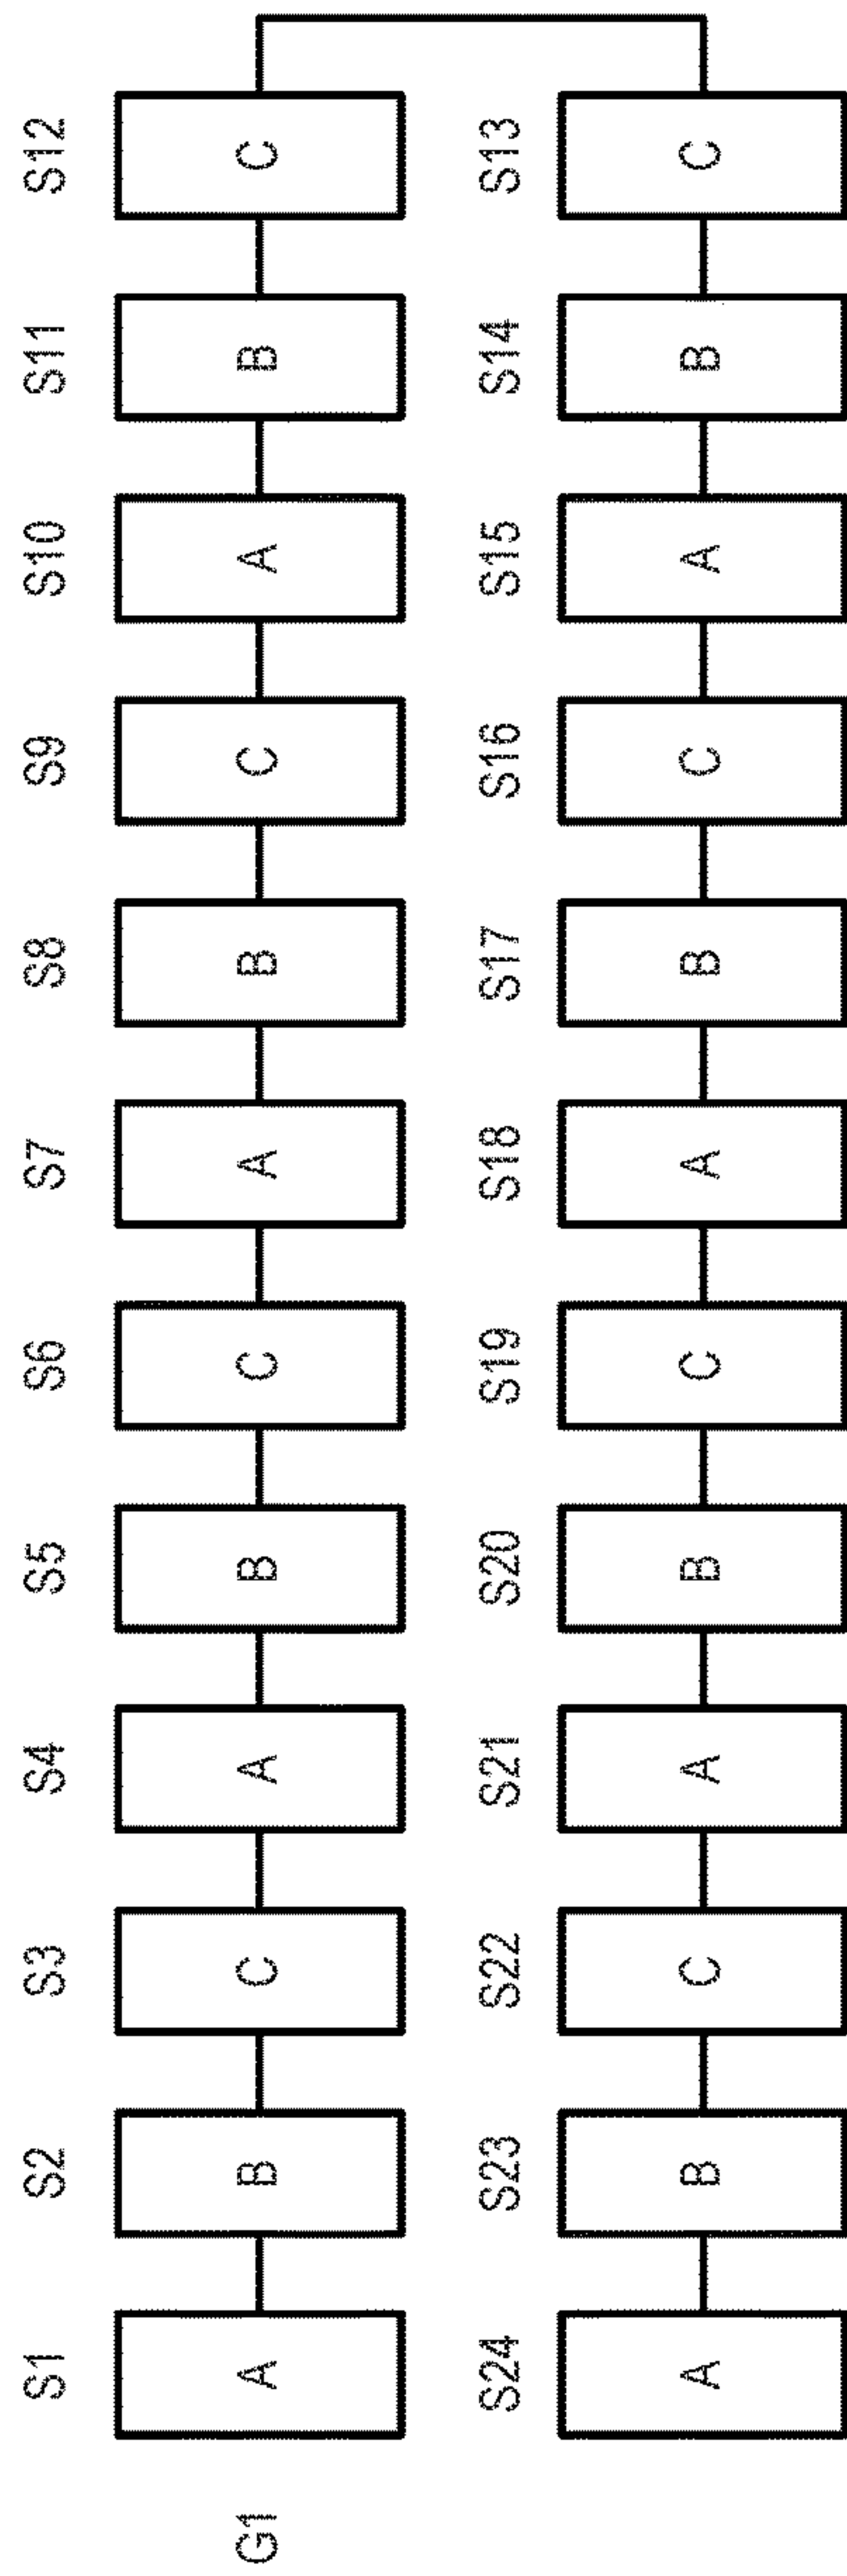 S1 S2 S3 S4 S5 S6 S7 S8 S9 S10 S11 S12
G1 A B C A B C A B C A B C
S24 S23 S22 S21 S20 S19 S18 S17 S16 S15 S14 S13
A B C A B C A B C A B C